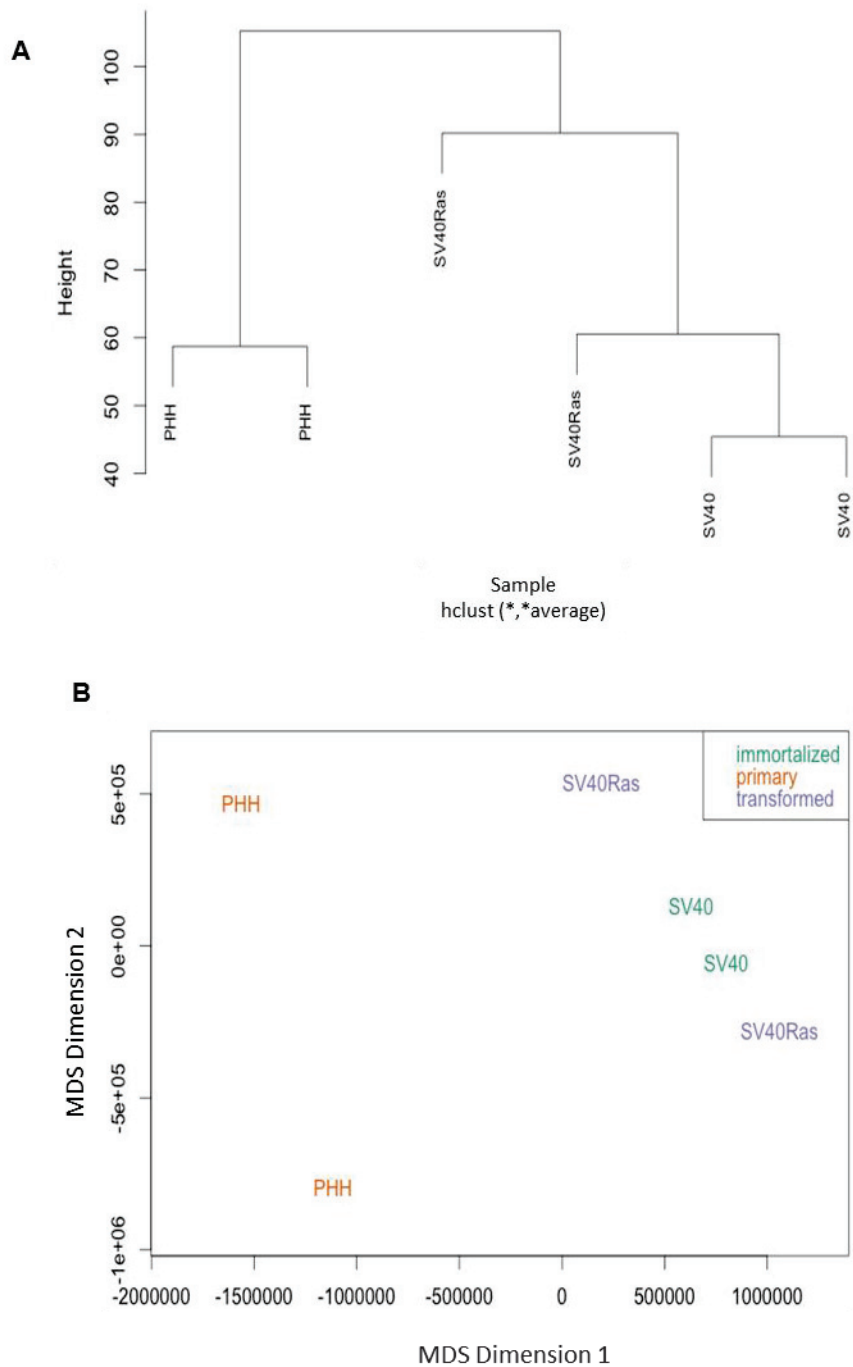 A
Height
100
90
80
70
60
50
40
SV40Ras
PHH
PHH
SV40Ras
SV40
SV40
Sample
hclust (*,*average)
B
MDS Dimension 2
5e+05
0e+00
-5e+05
-1e+06
immortalized
primary
transformed
PHH
SV40Ras
SV40
SV40
SV40Ras
PHH
-2000000 -1500000 -1000000 -500000 0 500000 1000000
MDS Dimension 1